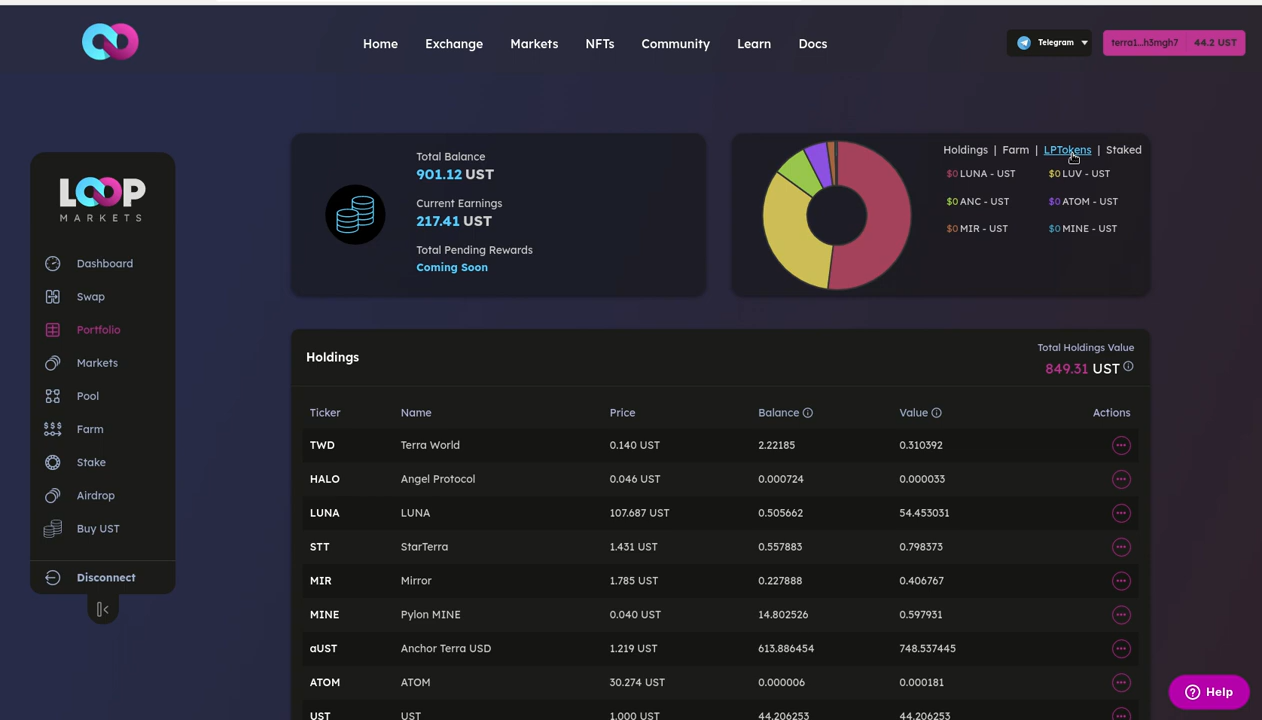 Home Exchange Markets NFTs Community Learn Docs
Telegram
terra1...h3mgh7 44.2 UST
LOOP
MARKETS
Dashboard
Swap
Portfolio
Markets
Pool
Farm
Stake
Airdrop
Buy UST
Disconnect
Total Balance
901.12 UST
Current Earnings
217.41 UST
Total Pending Rewards
Coming Soon
Holdings | Farm | LPTokens | Staked
$0 LUNA - UST $0 LUV - UST
$0 ANC - UST $0 ATOM - UST
$0 MIR - UST $0 MINE - UST
Holdings
Total Holdings Value
849.31 UST
Ticker Name Price Balance Value Actions
TWD Terra World 0.140 UST 2.22185 0.310392
HALO Angel Protocol 0.046 UST 0.000724 0.000033
LUNA LUNA 107.687 UST 0.505662 54.453031
STT StarTerra 1.431 UST 0.557883 0.798373
MIR Mirror 1.785 UST 0.227888 0.406767
MINE Pylon MINE 0.040 UST 14.802526 0.597931
aUST Anchor Terra USD 1.219 UST 613.886454 748.537445
ATOM ATOM 30.274 UST 0.000006 0.000181
UST UST 1.000 UST 44.206253 44.206253
Help